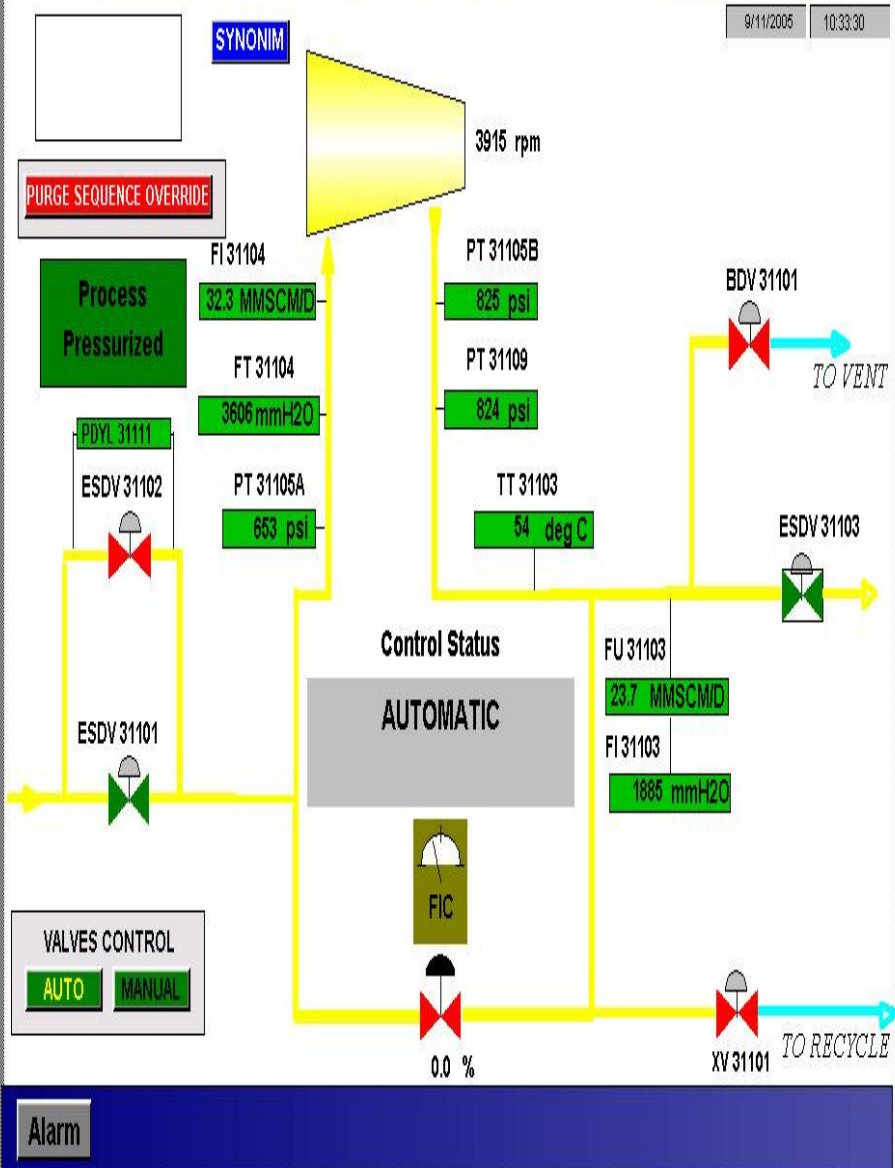 9/11/2005 10:33:30
SYNONIM
3915 rpm
PURGE SEQUENCE OVERRIDE
FI 31104
32.3 MMSCM/D
PT 31105B
825 psi
BDV 31101
TO VENT
Process
Pressurized
FT 31104
3606 mmH2O
PT 31109
824 psi
PDYL 31111
ESDV 31102
PT 31105A
653 psi
TT 31103
54 deg C
ESDV 31103
Control Status
AUTOMATIC
FU 31103
23.7 MMSCM/D
FI 31103
1885 mmH2O
ESDV 31101
FIC
VALVES CONTROL
AUTO MANUAL
0.0 %
XV 31101
TO RECYCLE
Alarm